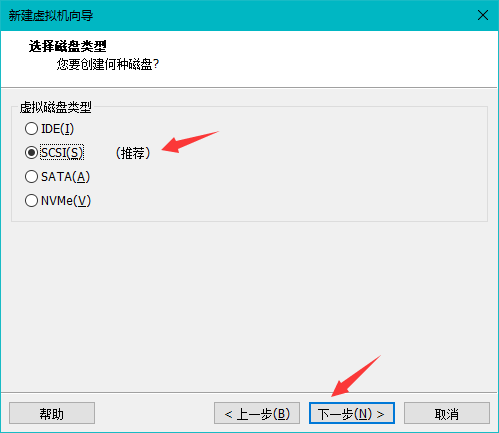 新建虚拟机向导
选择磁盘类型
您要创建何种磁盘?
虚拟磁盘类型
IDE(I)
SCSI(S) （推荐）
SATA(A)
NVMe(V)
帮助 < 上一步(B) 下一步(N) > 取消